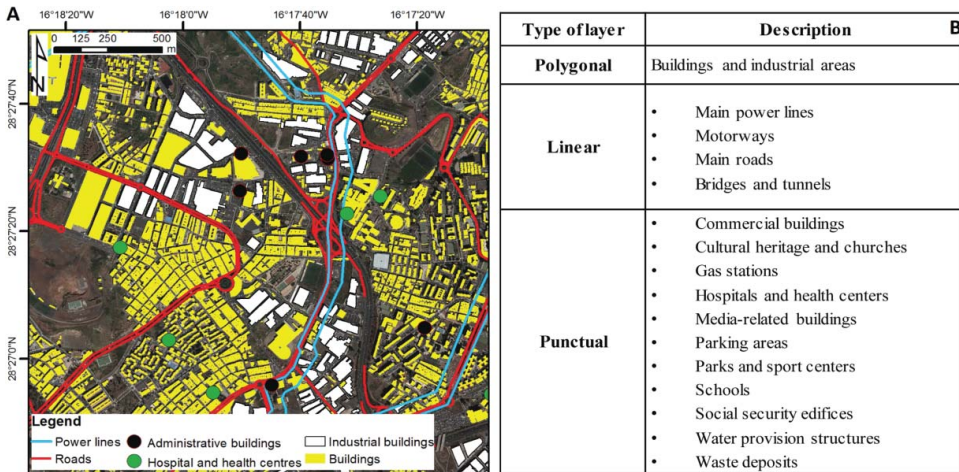 A
16°18'20"O 16°18'0"O 16°17'40"O 16°17'20"O
N
0 125 250 500
m
28°27'40"N
28°27'20"N
28°27'0"N
Legend
Power lines
Roads
Administrative buildings
Hospital and health centres
Industrial buildings
Buildings
B
Type of layer Description
Polygonal Buildings and industrial areas
Linear
• Main power lines
• Motorways
• Main roads
• Bridges and tunnels
Punctual
• Commercial buildings
• Cultural heritage and churches
• Gas stations
• Hospitals and health centers
• Media-related buildings
• Parking areas
• Parks and sport centers
• Schools
• Social security edifices
• Water provision structures
• Waste deposits